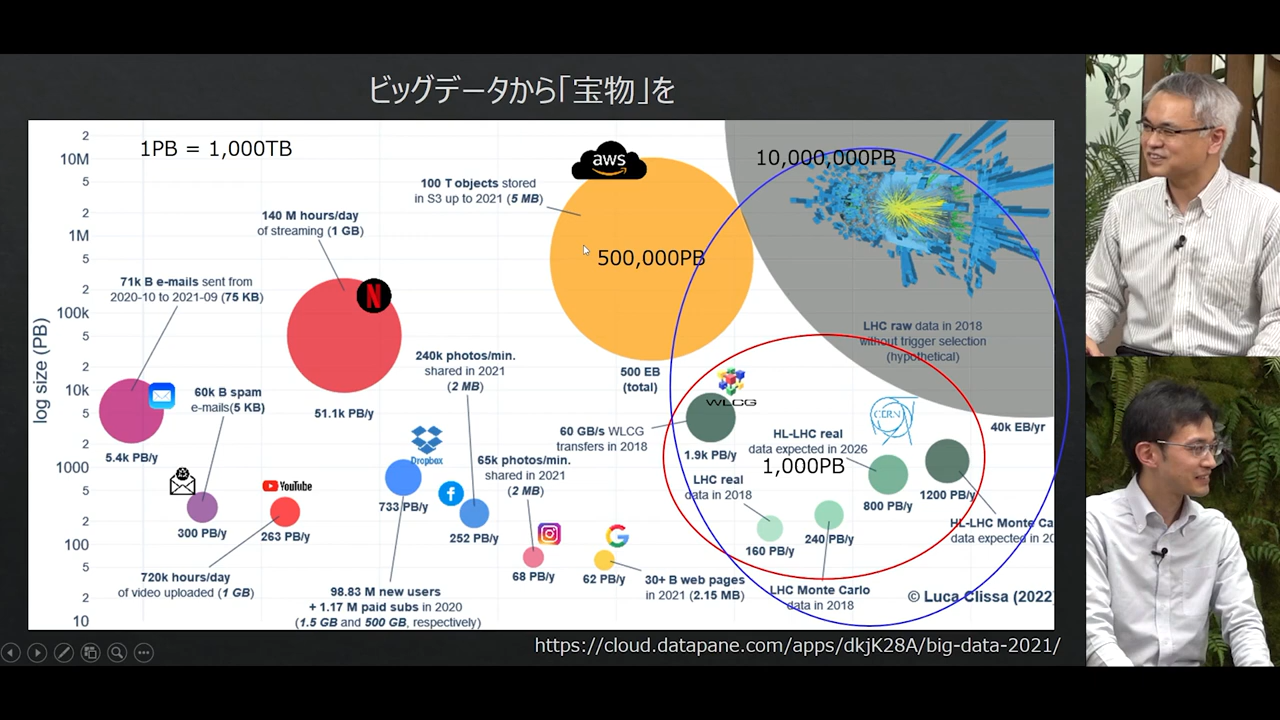 ビッグデータから「宝物」を
1PB = 1,000TB
log size (PB)
2
10M
5
2
1M
5
2
100k
5
2
10k
5
2
1000
5
2
100
5
2
10
71k B e-mails sent from
2020-10 to 2021-09 (75 KB)
5.4k PB/y
60k B spam
e-mails(5 KB)
300 PB/y
140 M hours/day
of streaming (1 GB)
N
51.1k PB/y
YouTube
263 PB/y
720k hours/day
of video uploaded (1 GB)
Dropbox
733 PB/y
98.83 M new users
+ 1.17 M paid subs in 2020
(1.5 GB and 500 GB, respectively)
240k photos/min.
shared in 2021
(2 MB)
f
252 PB/y
65k photos/min.
shared in 2021
(2 MB)
68 PB/y
G
62 PB/y
30+ B web pages
in 2021 (2.15 MB)
aws
100 T objects stored
in S3 up to 2021 (5 MB)
500,000PB
500 EB
(total)
10,000,000PB
LHC raw data in 2018
without trigger selection
(hypothetical)
40k EB/yr
WLCG
60 GB/s WLCG
transfers in 2018
1.9k PB/y
CERN
HL-LHC real
data expected in 2026
1,000PB
800 PB/y
LHC real
data in 2018
160 PB/y
240 PB/y
LHC Monte Carlo
data in 2018
1200 PB/y
HL-LHC Monte Ca
data expected in 20
© Luca Clissa (2022
https://cloud.datapane.com/apps/dkjK28A/big-data-2021/